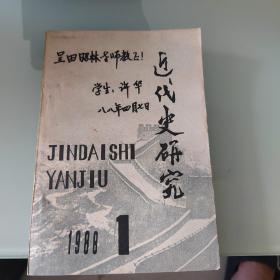 呈田昭林老师教正!
学生、许华
八八年四月七日
近代史研究
JINDAISHI
YANJIU
1988
1